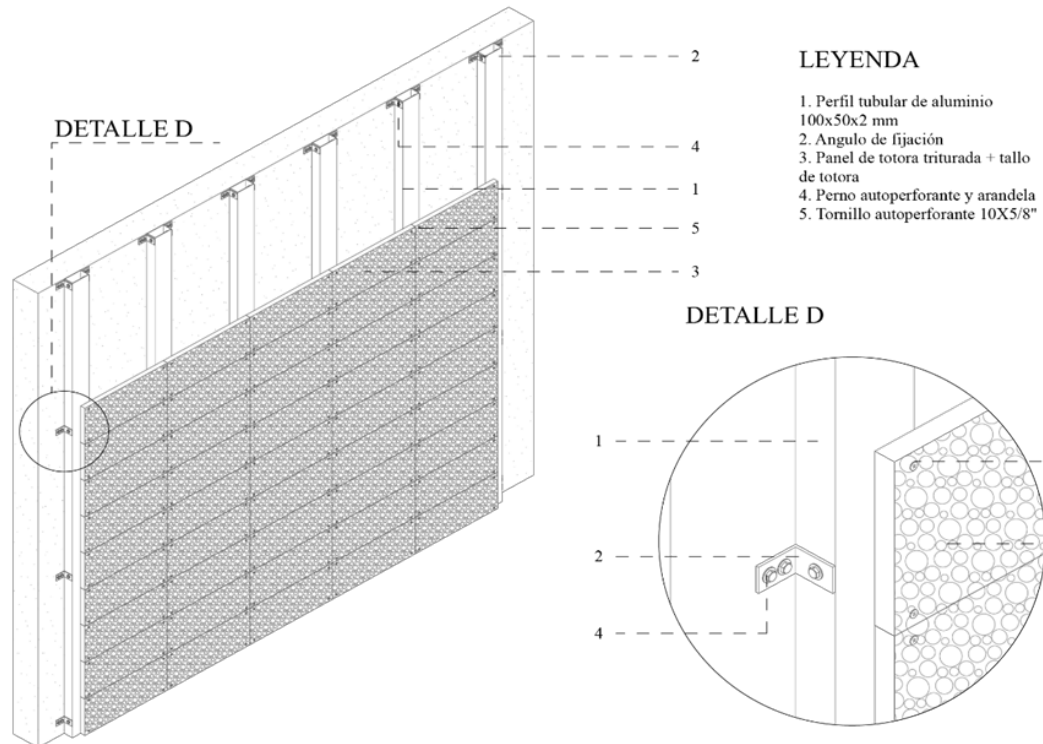 LEYENDA
1. Perfil tubular de aluminio
100x50x2 mm
2. Angulo de fijación
3. Panel de totora triturada + tallo
de totora
4. Perno autoperforante y arandela
5. Tornillo autoperforante 10X5/8"
DETALLE D
2
4
1
5
3
DETALLE D
1
2
4